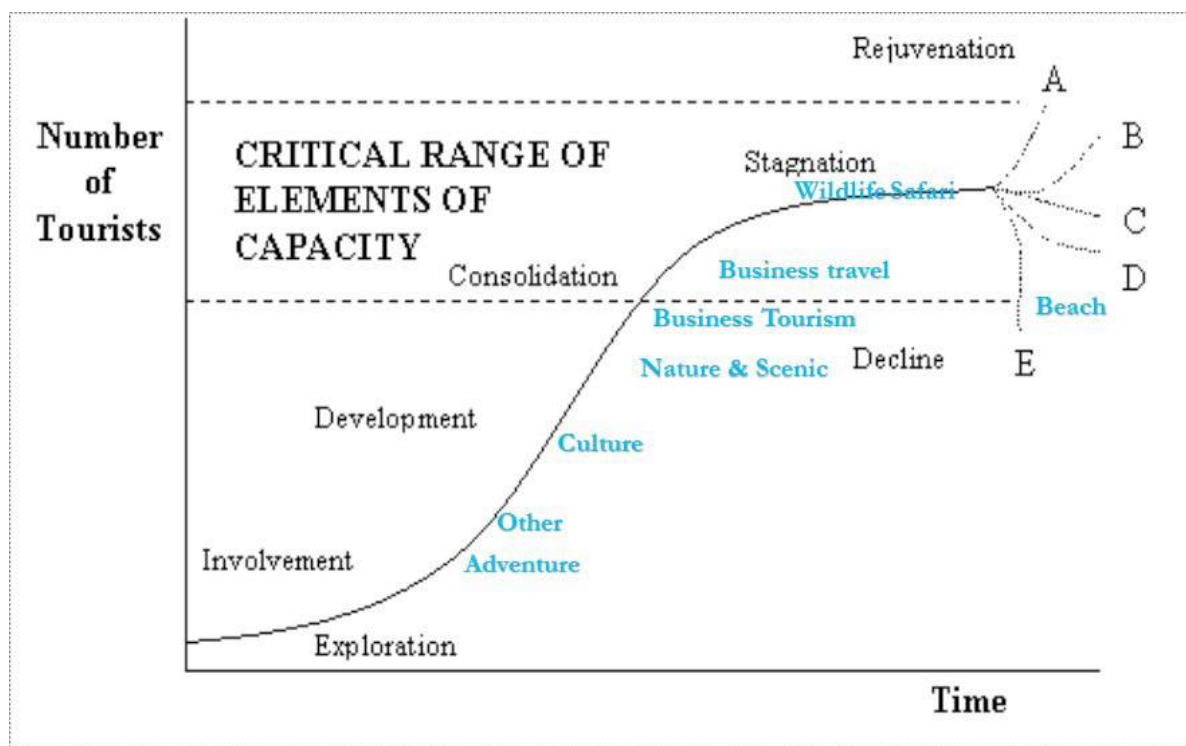 Rejuvenation
A
Number
of
Tourists
CRITICAL RANGE OF
ELEMENTS OF
CAPACITY
B
Stagnation
Wildlife Safari
C
Consolidation
Business travel
D
Business Tourism
Beach
Nature & Scenic
Decline
E
Development
Culture
Other
Involvement
Adventure
Exploration
Time